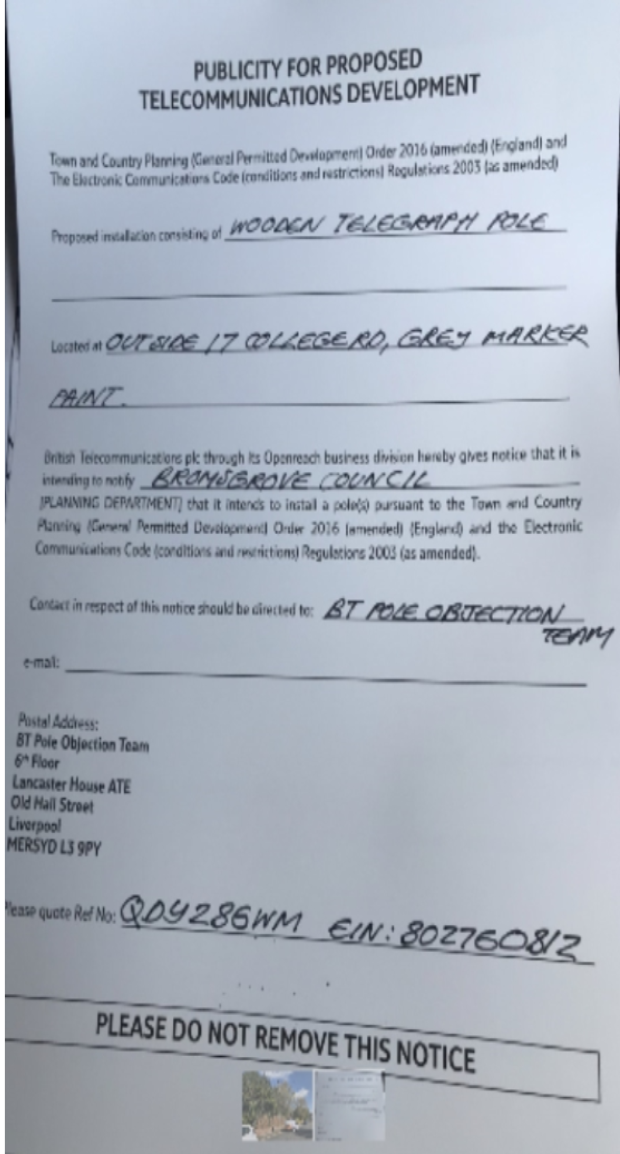 PUBLICITY FOR PROPOSED
TELECOMMUNICATIONS DEVELOPMENT
Town and Country Planning (General Permitted Development) Order 2016 (amended) (England) and
The Electronic Communications Code (conditions and restrictions) Regulations 2003 (as amended)
Proposed installation consisting of WOODEN TELEGRAPH POLE
Located at OUTSIDE 17 COLLEGE RD, GREY MARKER
PAINT.
British Telecommunications plc through its Openreach business division hereby gives notice that it is
intending to notify BROMSGROVE COUNCIL
(PLANNING DEPARTMENT) that it intends to install a pole(s) pursuant to the Town and Country
Planning (General Permitted Development) Order 2016 (amended) (England) and the Electronic
Communications Code (conditions and restrictions) Regulations 2003 (as amended).
Contact in respect of this notice should be directed to: BT POLE OBJECTION
TEAM
e-mail:
Postal Address:
BT Pole Objection Team
6th Floor
Lancaster House ATE
Old Hall Street
Liverpool
MERSYD L3 9PY
Please quote Ref No: QDY286WM EIN: 802760812
PLEASE DO NOT REMOVE THIS NOTICE